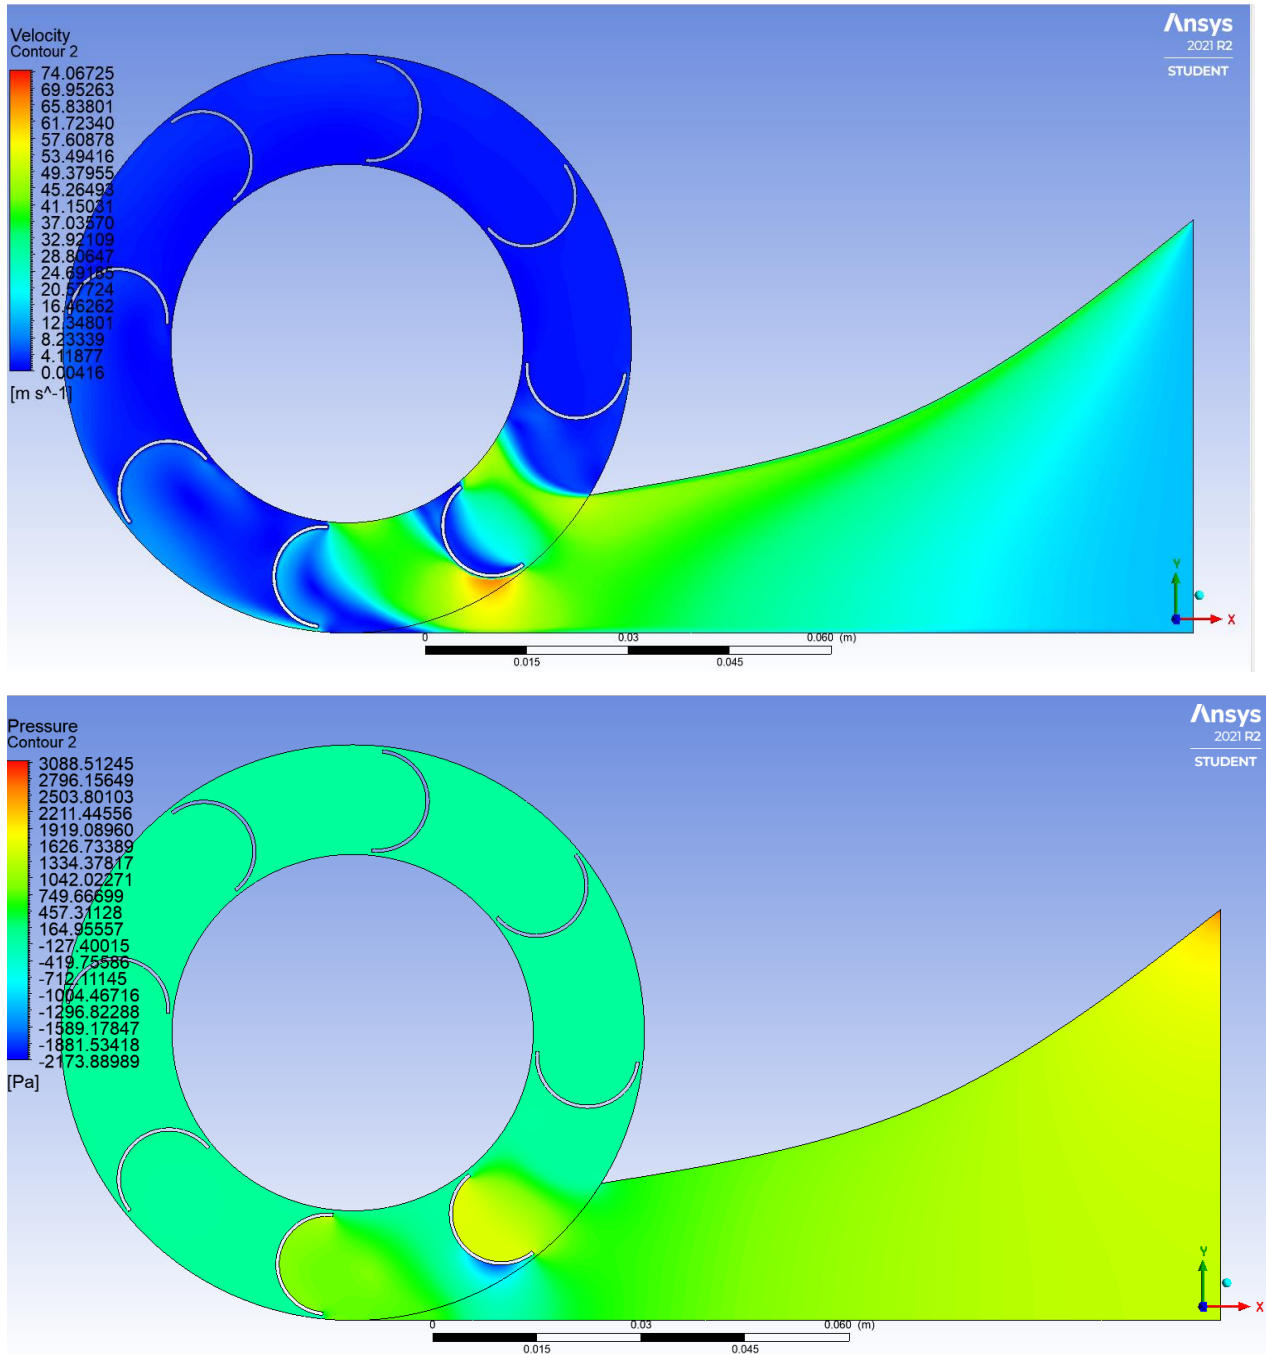 Velocity
Contour 2
74.06725
69.95263
65.83801
61.72340
57.60878
53.49416
49.37955
45.26493
41.15031
37.03570
32.92109
28.80647
24.69185
20.57724
16.46262
12.34801
8.23339
4.11877
0.00416
[m s^-1]
Ansys
2021 R2
STUDENT
Y
X
0 0.03 0.060 (m)
0.015 0.045
Pressure
Contour 2
3088.51245
2796.15649
2503.80103
2211.44556
1919.08960
1626.73389
1334.37817
1042.02271
749.66699
457.31128
164.95557
-127.40015
-419.75586
-712.11145
-1004.46716
-1296.82288
-1589.17847
-1881.53418
-2173.88989
[Pa]
Ansys
2021 R2
STUDENT
Y
X
0 0.03 0.060 (m)
0.015 0.045